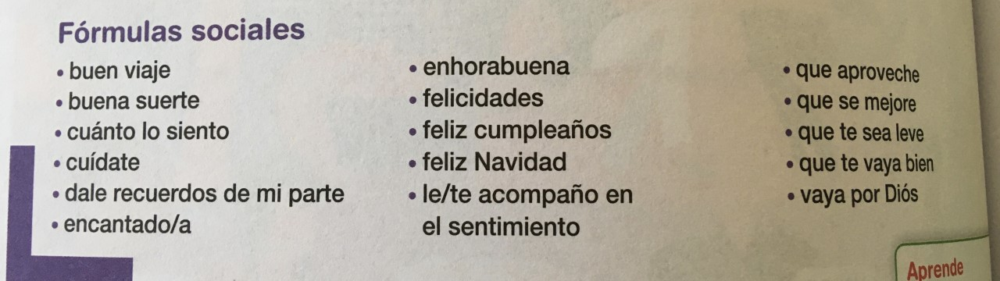 Fórmulas sociales
• buen viaje
• buena suerte
• cuánto lo siento
• cuídate
• dale recuerdos de mi parte
• encantado/a
• enhorabuena
• felicidades
• feliz cumpleaños
• feliz Navidad
• le/te acompaño en
el sentimiento
• que aproveche
• que se mejore
• que te sea leve
• que te vaya bien
• vaya por Diós
Aprende